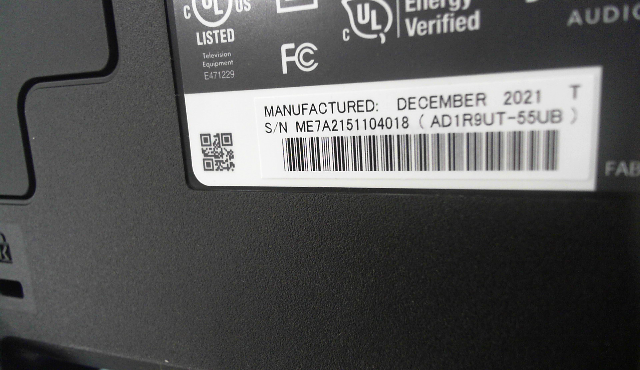 c UL us
LISTED
Television
Equipment
E471229
FC
c UL
Energy
Verified
AUDIO
MANUFACTURED: DECEMBER 2021 T
S/N ME7A2151104018 ( AD1R9UT-55UB )
FAB